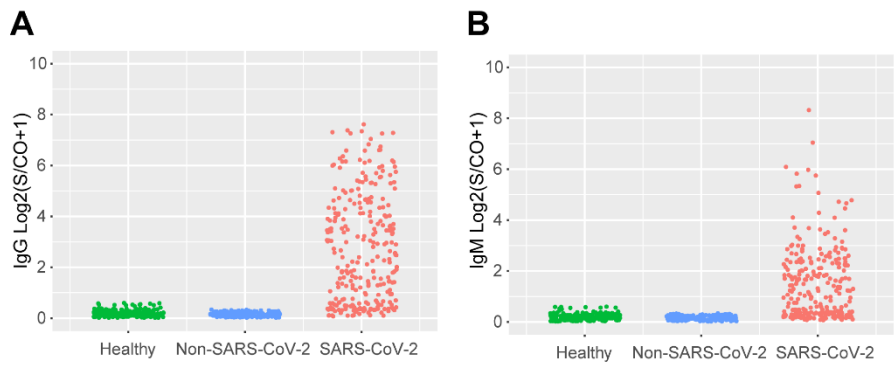 A
IgG Log2(S/CO+1)
10
8
6
4
2
0
Healthy Non-SARS-CoV-2 SARS-CoV-2
B
IgM Log2(S/CO+1)
10
8
6
4
2
0
Healthy Non-SARS-CoV-2 SARS-CoV-2